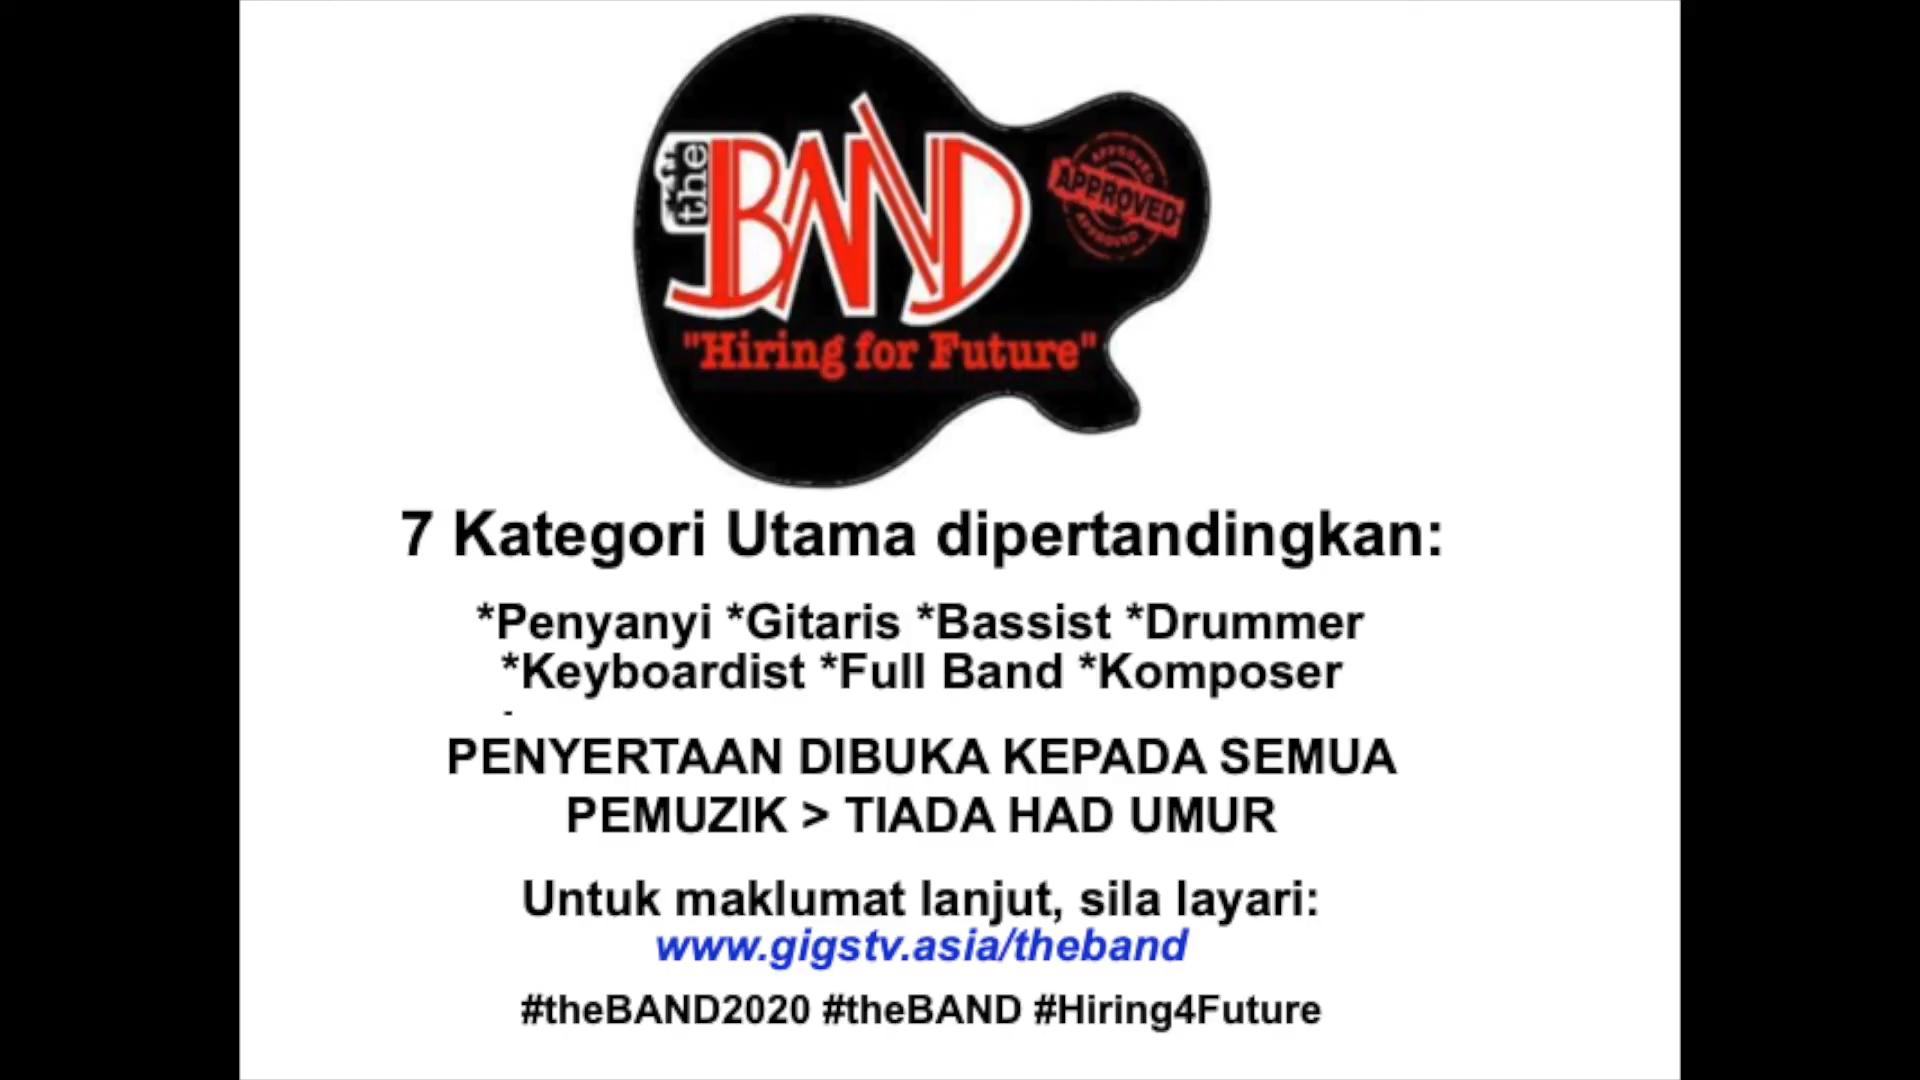 the
BAND
APPROVED
APPROVED
APPROVED
"Hiring for Future"
7 Kategori Utama dipertandingkan:
*Penyanyi *Gitaris *Bassist *Drummer
*Keyboardist *Full Band *Komposer
-
PENYERTAAN DIBUKA KEPADA SEMUA
PEMUZIK > TIADA HAD UMUR
Untuk maklumat lanjut, sila layari:
www.gigstv.asia/theband
#theBAND2020 #theBAND #Hiring4Future